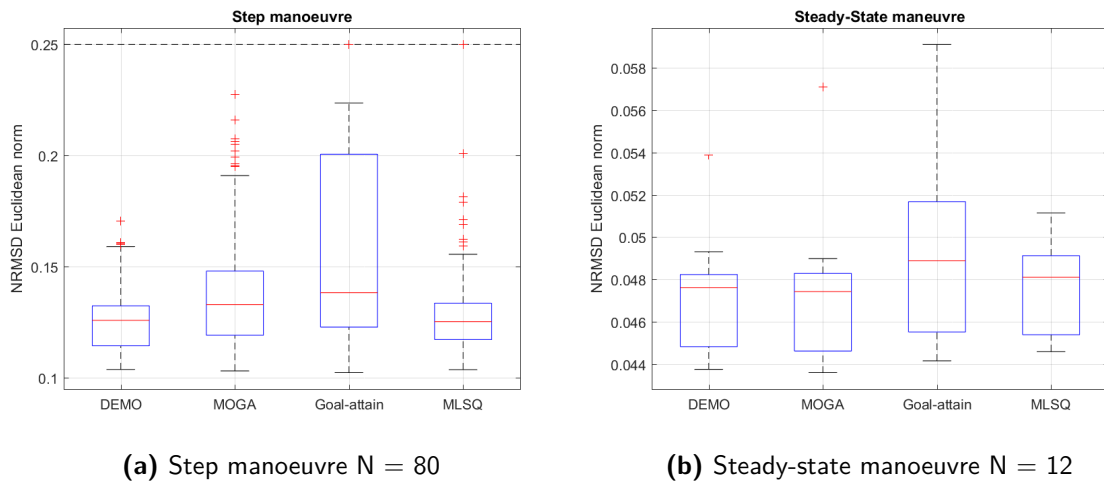 Step manoeuvre
NRMSD Euclidean norm
0.25
0.2
0.15
0.1
DEMO MOGA Goal-attain MLSQ
(a) Step manoeuvre N = 80
Steady-State maneuvre
NRMSD Euclidean norm
0.058
0.056
0.054
0.052
0.05
0.048
0.046
0.044
DEMO MOGA Goal-attain MLSQ
(b) Steady-state manoeuvre N = 12